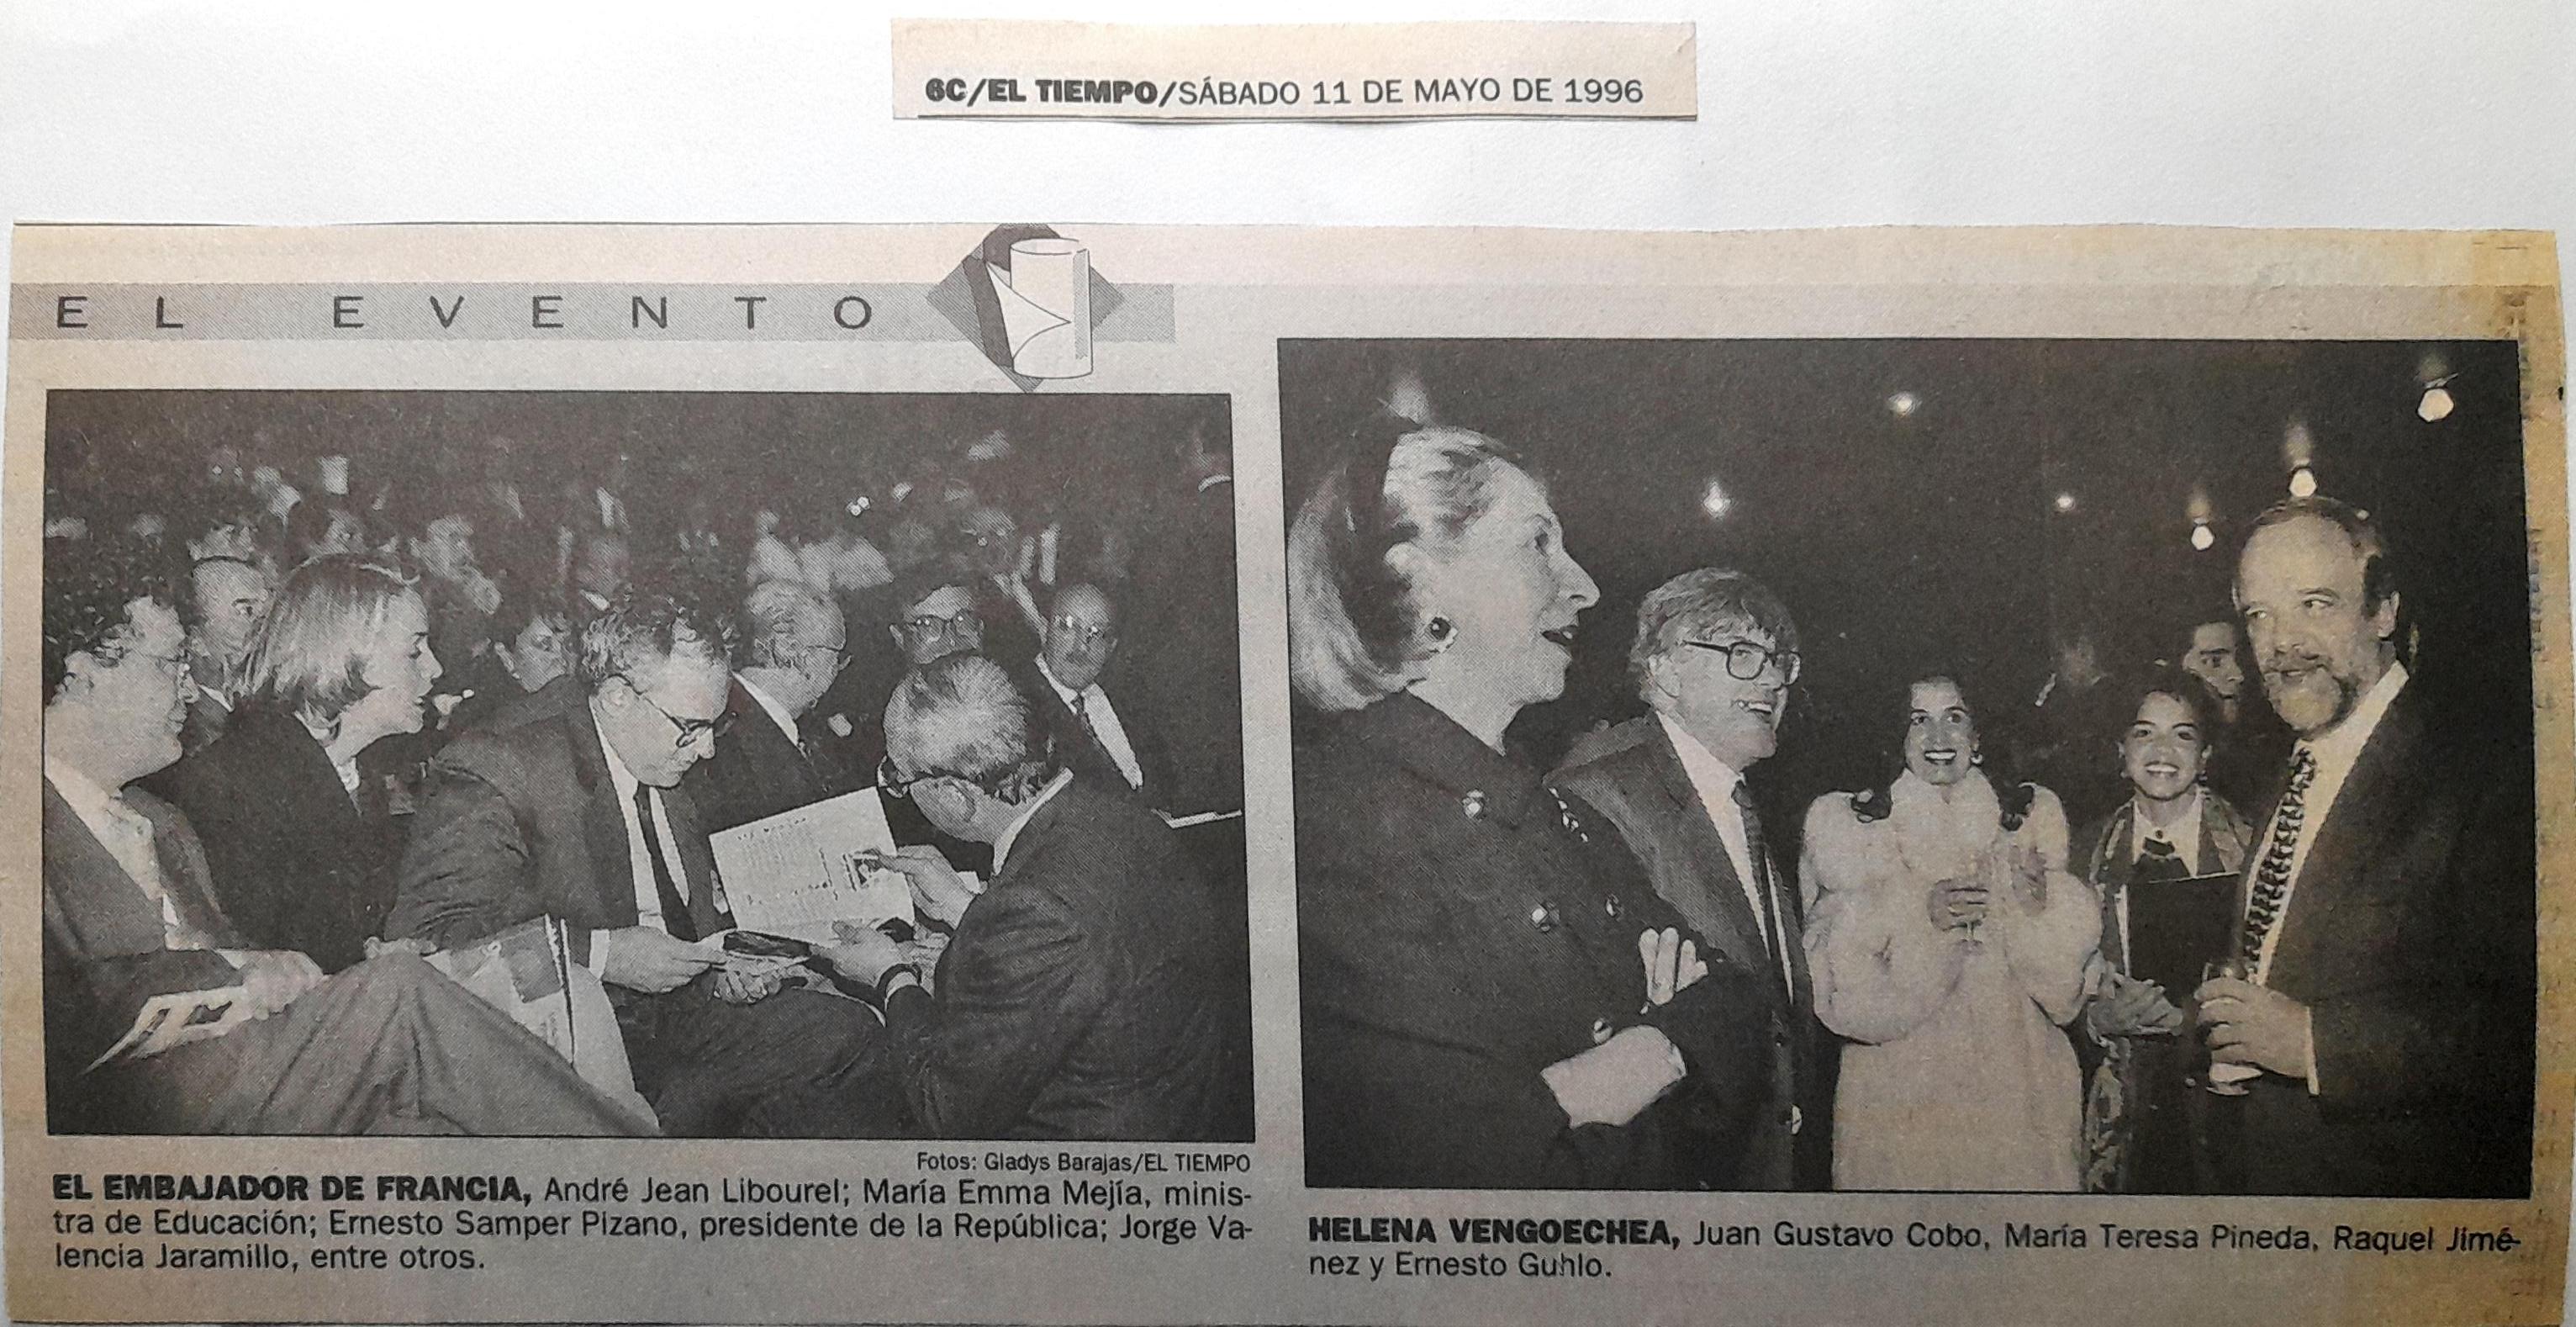 6C/EL TIEMPO/SÁBADO 11 DE MAYO DE 1996
EL EVENTO
Fotos: Gladys Barajas/EL TIEMPO
EL EMBAJADOR DE FRANCIA, André Jean Libourel; María Emma Mejía, minis-
tra de Educación; Ernesto Samper Pizano, presidente de la República; Jorge Va-
lencia Jaramillo, entre otros.
HELENA VENGOECHEA, Juan Gustavo Cobo, María Teresa Pineda, Raquel Jimé-
nez y Ernesto Guhlo.